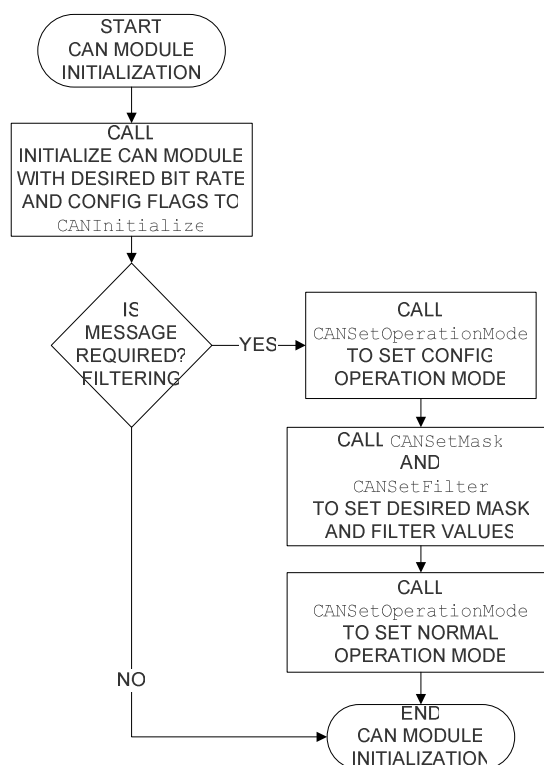 START
CAN MODULE
INITIALIZATION
CALL
INITIALIZE CAN MODULE
WITH DESIRED BIT RATE
AND CONFIG FLAGS TO
CANInitialize
IS
MESSAGE
REQUIRED?
FILTERING
YES
CALL
CANSetOperationMode
TO SET CONFIG
OPERATION MODE
CALL CANSetMask
AND
CANSetFilter
TO SET DESIRED MASK
AND FILTER VALUES
CALL
CANSetOperationMode
TO SET NORMAL
OPERATION MODE
NO
END
CAN MODULE
INITIALIZATION